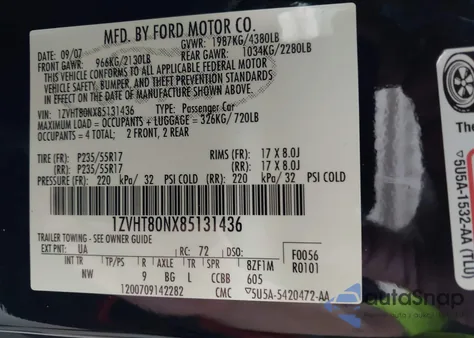 MFD. BY FORD MOTOR CO.
DATE: 09/07 GVWR: 1987KG/4380LB
FRONT GAWR: 966KG/2130LB REAR GAWR: 1034KG/2280LB
THIS VEHICLE CONFORMS TO ALL APPLICABLE FEDERAL MOTOR
VEHICLE SAFETY, BUMPER, AND THEFT PREVENTION STANDARDS
IN EFFECT ON THE DATE OF MANUFACTURE SHOWN ABOVE.
VIN: 1ZVHT80NX85131436 TYPE: Passenger Car
MAXIMUM LOAD = OCCUPANTS + LUGGAGE = 326KG/720LB
OCCUPANTS = 4 TOTAL: 2 FRONT, 2 REAR
TIRE (FR): P235/55R17 RIMS (FR): 17 X 8.0J
(RR): P235/55R17 (RR): 17 X 8.0J
PRESSURE (FR): 220 kPa/ 32 PSI COLD (RR): 220 kPa/ 32 PSI COLD
1ZVHT80NX85131436
TRAILER TOWING - SEE OWNER GUIDE
EXT PNT: UA RC: 72 DSO: F0056
INT TR TP/PS R AXLE TR SPR 8ZF1M R0101
NW 9 BG L CCBB 605
1200709142282 CMC 5U5A-5420472-AA
The
5U5A-1532-AA (TLU)
autoSnap